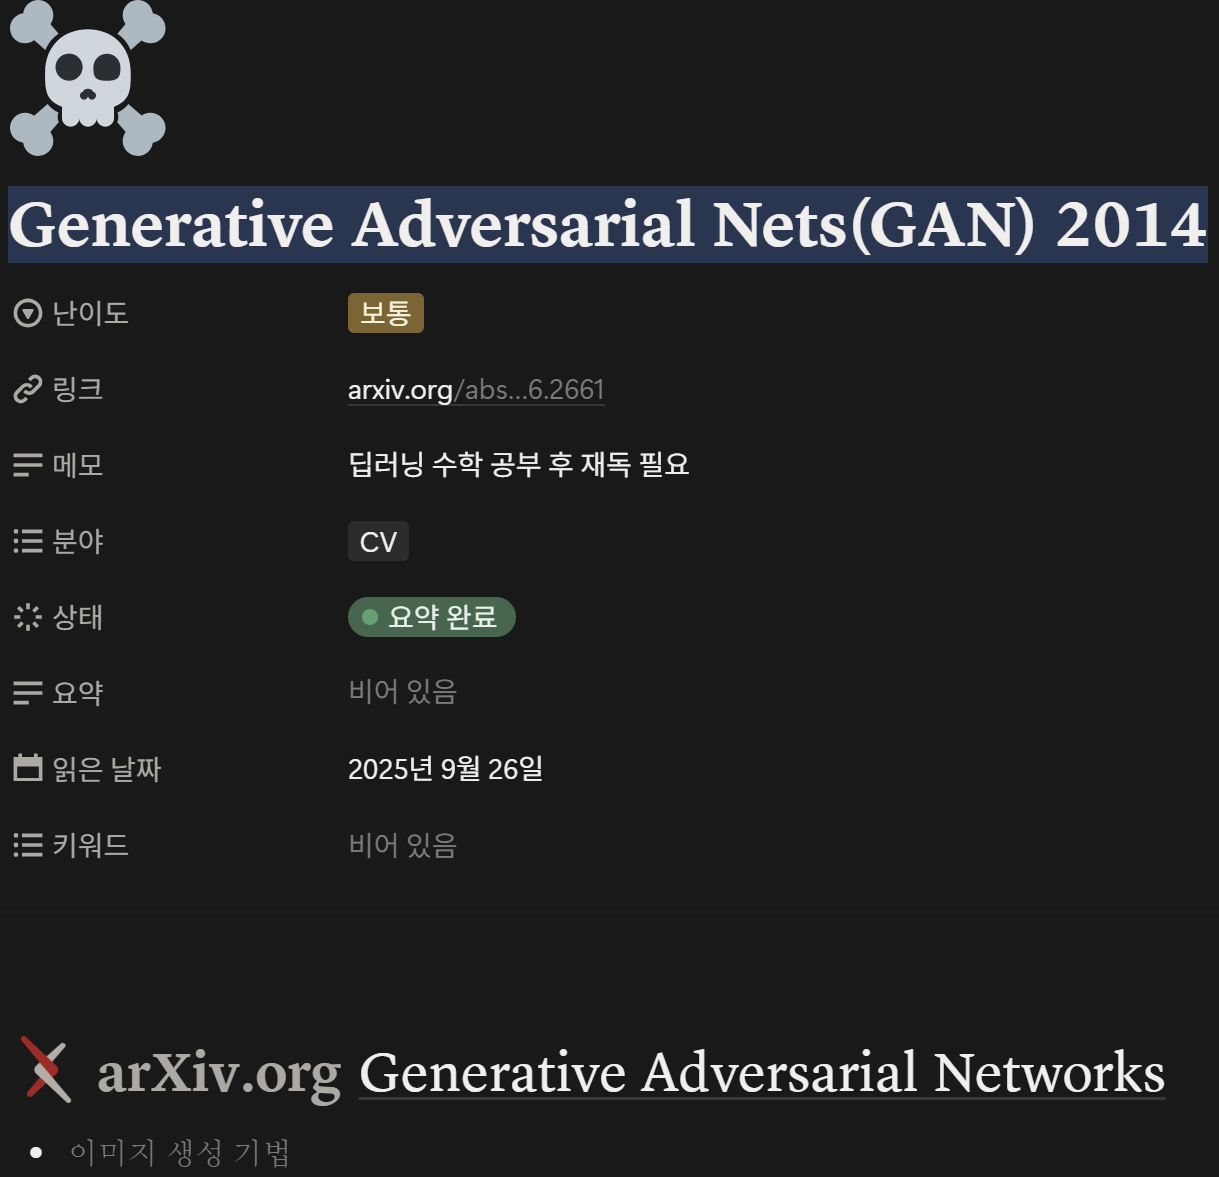 Generative Adversarial Nets(GAN) 2014
난이도 보통
링크 arxiv.org/abs...6.2661
메모 딥러닝 수학 공부 후 재독 필요
분야 CV
상태 요약 완료
요약 비어 있음
읽은 날짜 2025년 9월 26일
키워드 비어 있음
arXiv.org Generative Adversarial Networks
• 이미지 생성 기법